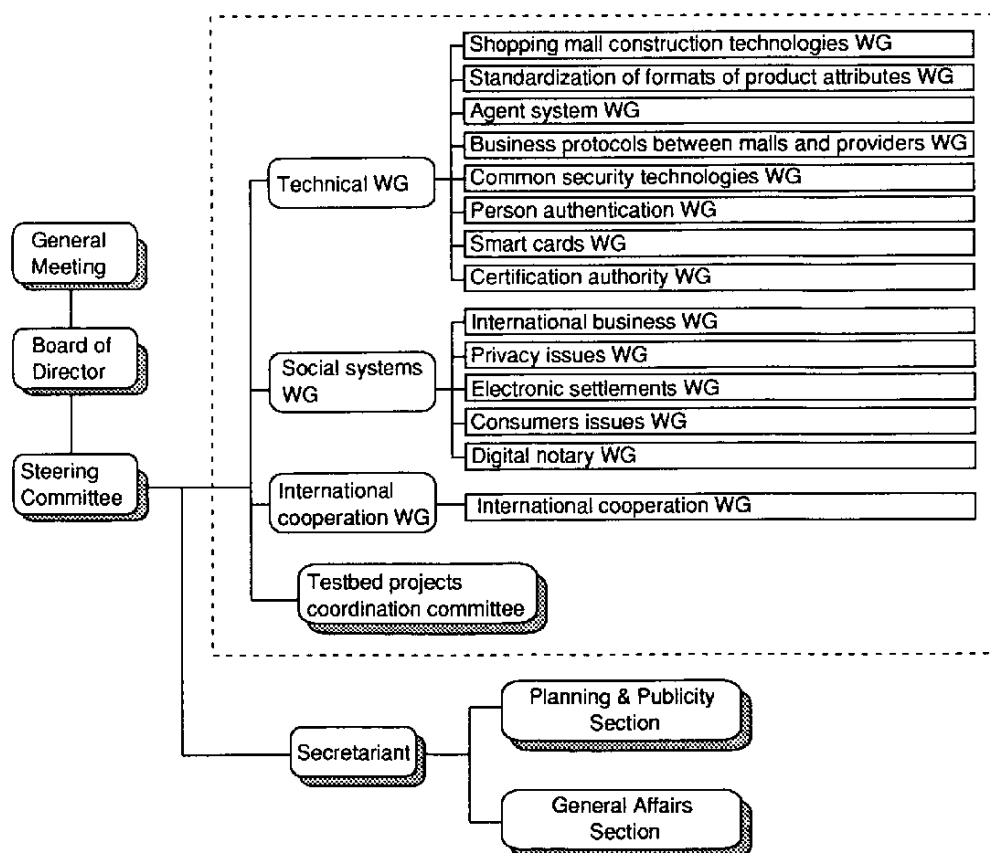 General
Meeting
Board of
Director
Steering
Committee
Technical WG
Shopping mall construction technologies WG
Standardization of formats of product attributes WG
Agent system WG
Business protocols between malls and providers WG
Common security technologies WG
Person authentication WG
Smart cards WG
Certification authority WG
Social systems
WG
International business WG
Privacy issues WG
Electronic settlements WG
Consumers issues WG
Digital notary WG
International
cooperation WG
International cooperation WG
Testbed projects
coordination committee
Secretariant
Planning & Publicity
Section
General Affairs
Section